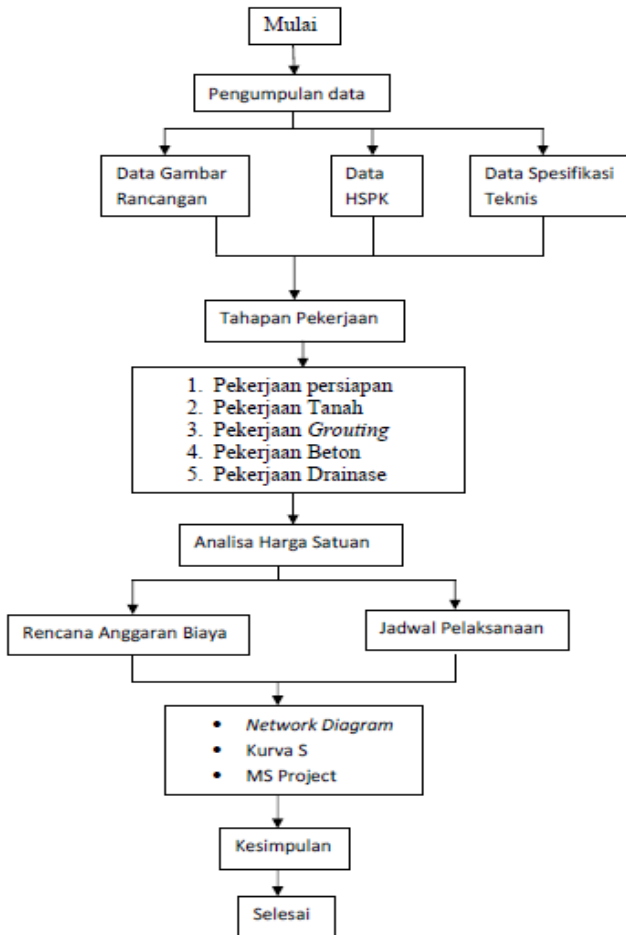 Mulai
Pengumpulan data
Data Gambar
Rancangan
Data
HSPK
Data Spesifikasi
Teknis
Tahapan Pekerjaan
1. Pekerjaan persiapan
2. Pekerjaan Tanah
3. Pekerjaan Grouting
4. Pekerjaan Beton
5. Pekerjaan Drainase
Analisa Harga Satuan
Rencana Anggaran Biaya
Jadwal Pelaksanaan
• Network Diagram
• Kurva S
• MS Project
Kesimpulan
Selesai